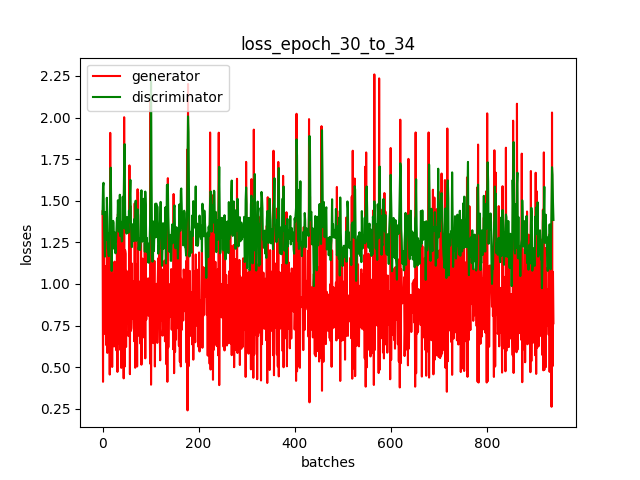 loss_epoch_30_to_34
generator
discriminator
2.25
2.00
1.75
1.50
1.25
1.00
0.75
0.50
0.25
losses
0 200 400 600 800
batches